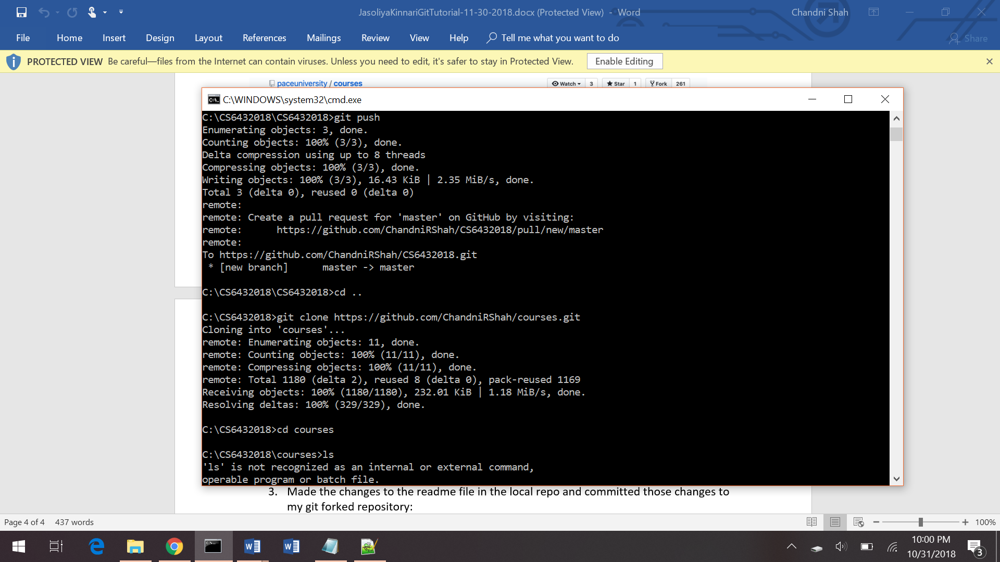 JasoliyaKinnariGitTutorial-11-30-2018.docx (Protected View) - Word
Chandni Shah
File Home Insert Design Layout References Mailings Review View Help Tell me what you want to do Share
PROTECTED VIEW Be careful—files from the Internet can contain viruses. Unless you need to edit, it's safer to stay in Protected View. Enable Editing
paceuniversity / courses Watch 3 Star 1 Fork 261
C:\WINDOWS\system32\cmd.exe
C:\CS6432018\CS6432018>git push
Enumerating objects: 3, done.
Counting objects: 100% (3/3), done.
Delta compression using up to 8 threads
Compressing objects: 100% (3/3), done.
Writing objects: 100% (3/3), 16.43 KiB | 2.35 MiB/s, done.
Total 3 (delta 0), reused 0 (delta 0)
remote:
remote: Create a pull request for 'master' on GitHub by visiting:
remote:      https://github.com/ChandniRShah/CS6432018/pull/new/master
remote:
To https://github.com/ChandniRShah/CS6432018.git
 * [new branch]      master -> master
C:\CS6432018\CS6432018>cd ..
C:\CS6432018>git clone https://github.com/ChandniRShah/courses.git
Cloning into 'courses'...
remote: Enumerating objects: 11, done.
remote: Counting objects: 100% (11/11), done.
remote: Compressing objects: 100% (11/11), done.
remote: Total 1180 (delta 2), reused 8 (delta 0), pack-reused 1169
Receiving objects: 100% (1180/1180), 232.01 KiB | 1.18 MiB/s, done.
Resolving deltas: 100% (329/329), done.
C:\CS6432018>cd courses
C:\CS6432018\courses>ls
'ls' is not recognized as an internal or external command,
operable program or batch file.
3. Made the changes to the readme file in the local repo and committed those changes to
my git forked repository:
Page 4 of 4 437 words 100%
10:00 PM
10/31/2018
3